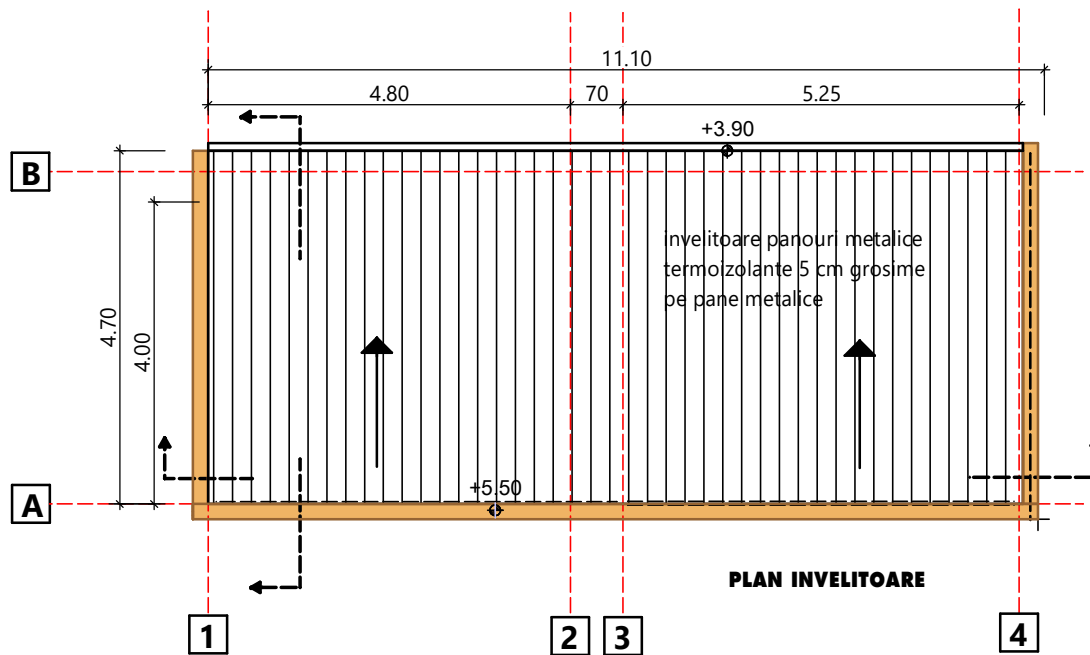 11.10
4.80 70 5.25
+3.90
B
invelitoare panouri metalice
termoizolante 5 cm grosime
pe pane metalice
4.70
4.00
+5.50
A
PLAN INVELITOARE
1 2 3 4